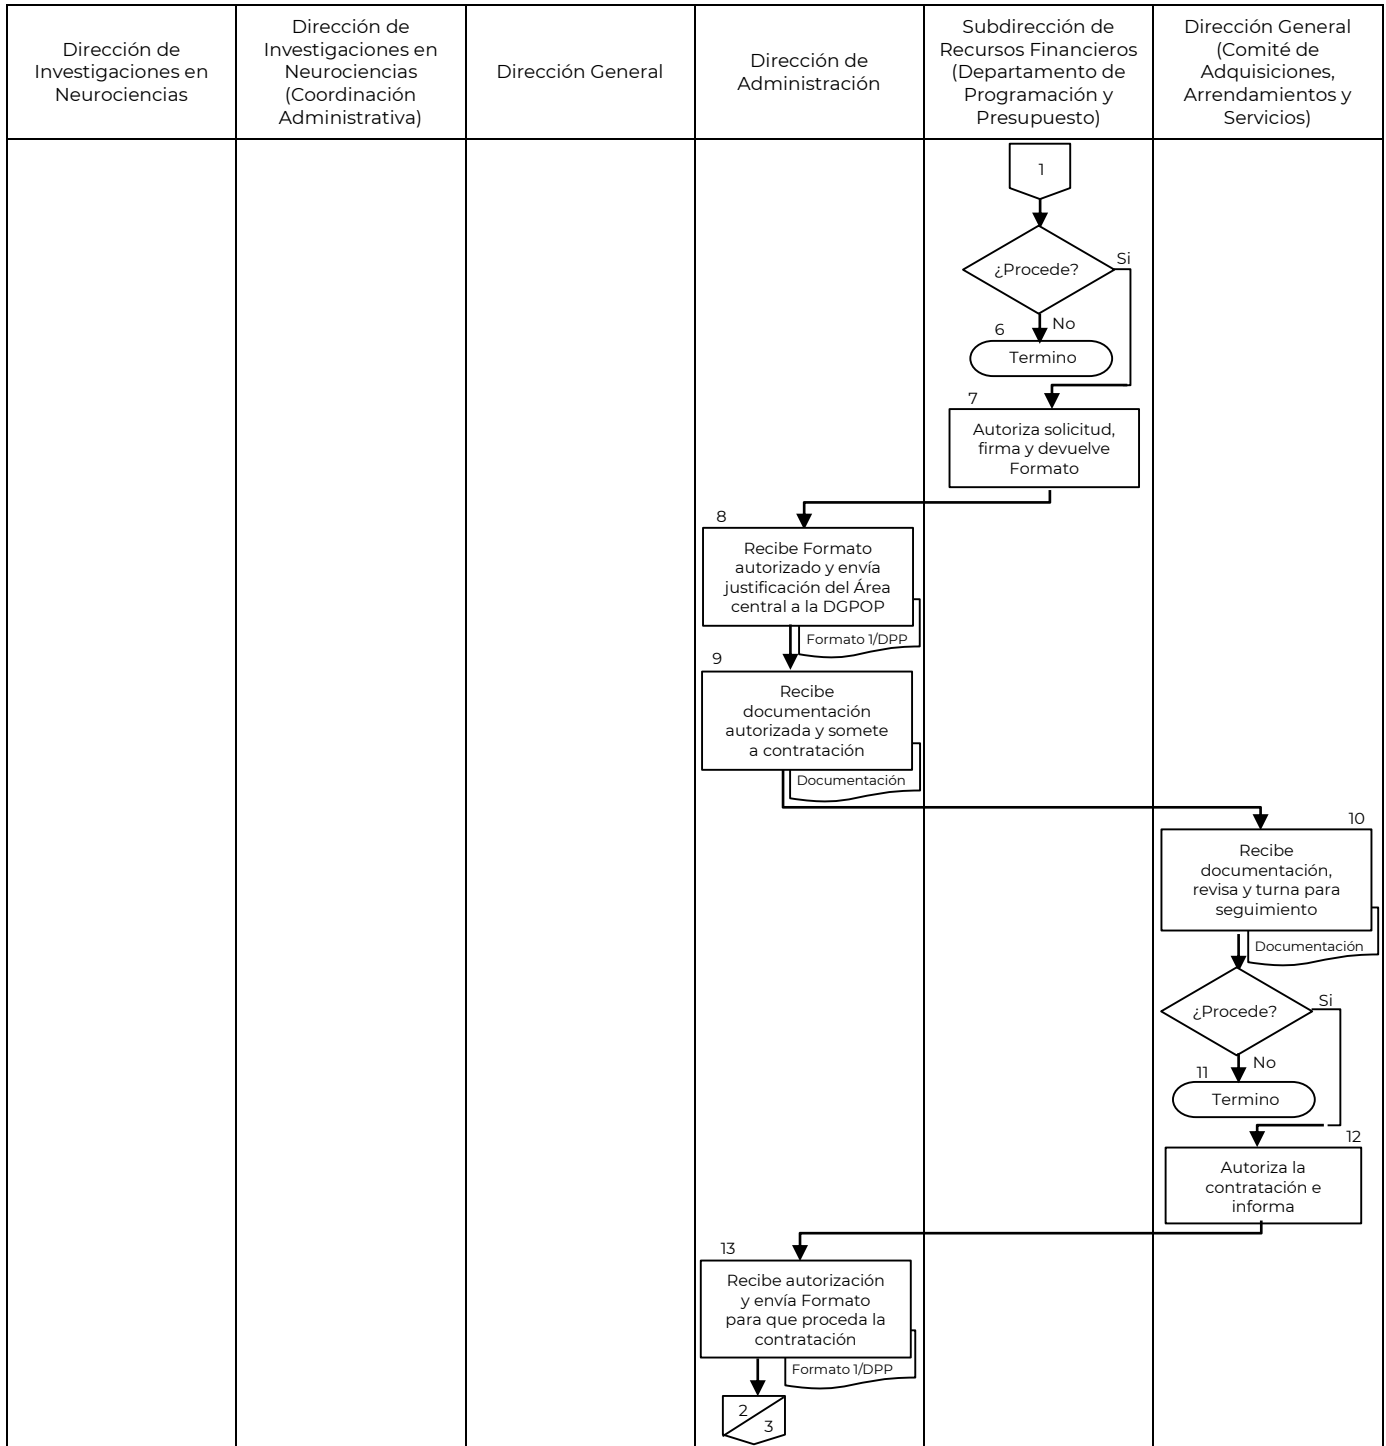 Dirección de
Investigaciones en
Neurociencias
Dirección de
Investigaciones en
Neurociencias
(Coordinación
Administrativa)
Dirección General
Dirección de
Administración
Subdirección de
Recursos Financieros
(Departamento de
Programación y
Presupuesto)
Dirección General
(Comité de
Adquisiciones,
Arrendamientos y
Servicios)
1
¿Procede?
Si
No
6
Termino
7
Autoriza solicitud,
firma y devuelve
Formato
8
Recibe Formato
autorizado y envía
justificación del Área
central a la DGPOP
Formato 1/DPP
9
Recibe
documentación
autorizada y somete
a contratación
Documentación
10
Recibe
documentación,
revisa y turna para
seguimiento
Documentación
¿Procede?
Si
No
11
Termino
12
Autoriza la
contratación e
informa
13
Recibe autorización
y envía Formato
para que proceda la
contratación
Formato 1/DPP
2
3